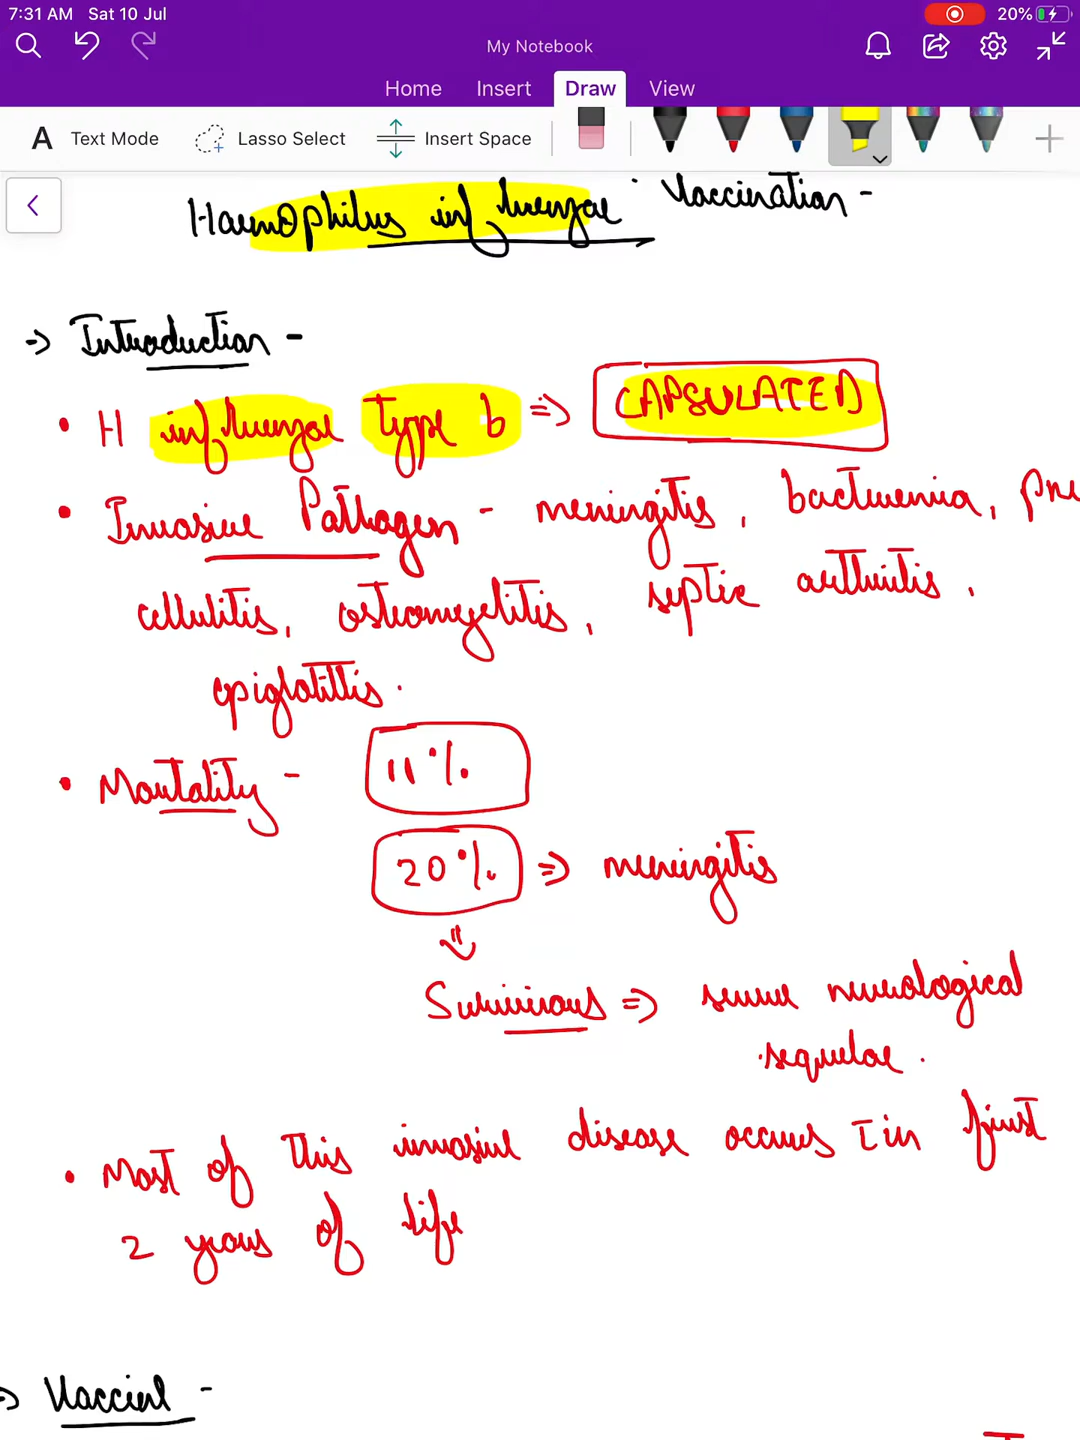 7:31 AM Sat 10 Jul 20%
My Notebook
Home Insert Draw View
A Text Mode Lasso Select Insert Space
Haemophilus influenzae Vaccination -
=> Introduction -
• H influenzae type b => CAPSULATED
• Invasive Pathogen - meningitis, bacteremia, pne
cellulitis, osteomyelitis, septic arthritis,
epiglotittis.
• Mortality - 11%
20% => meningitis
Survivors => severe neurological
sequelae.
• Most of this invasive disease occurs in first
2 years of life
=> Vaccine -